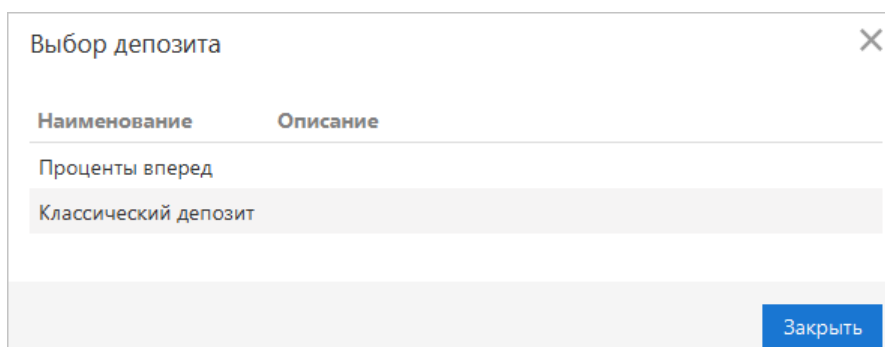 Выбор депозита
Наименование Описание
Проценты вперед
Классический депозит
Закрыть